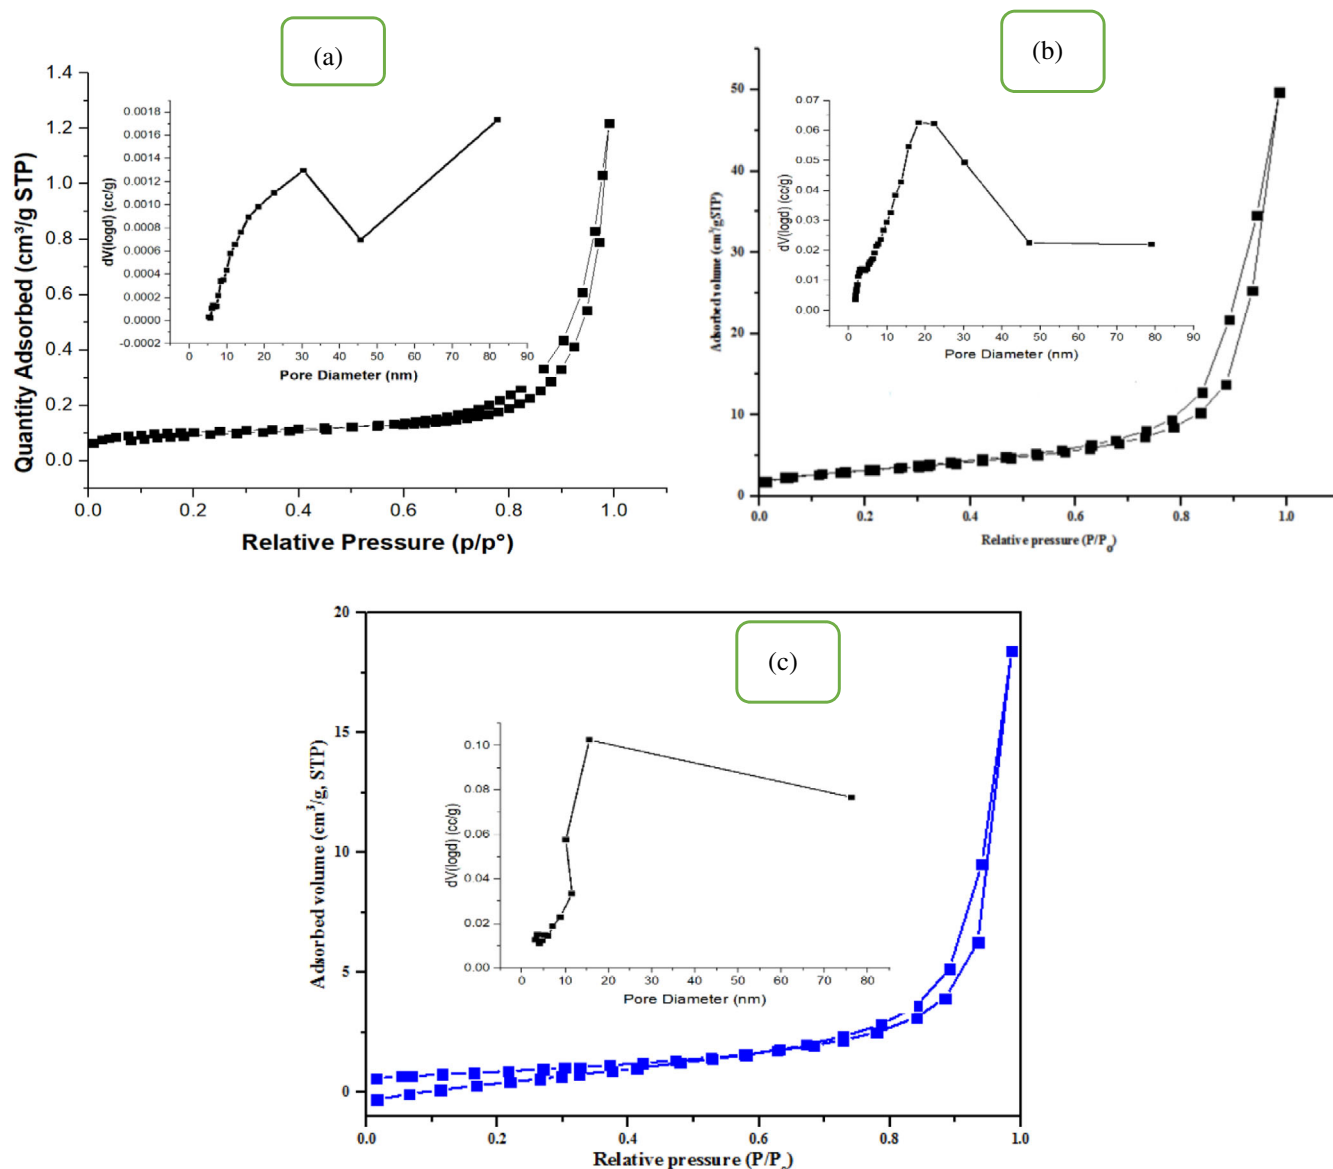 (a)
Quantity Adsorbed (cm³/g STP)
1.4
1.2
1.0
0.8
0.6
0.4
0.2
0.0
0.0 0.2 0.4 0.6 0.8 1.0
Relative Pressure (p/p°)
dV(logd) (cc/g)
0.0018
0.0016
0.0014
0.0012
0.0010
0.0008
0.0006
0.0004
0.0002
0.0000
-0.0002
0 10 20 30 40 50 60 70 80 90
Pore Diameter (nm)
(b)
Adsorbed volume (cm³/gSTP)
50
40
30
20
10
0
0.0 0.2 0.4 0.6 0.8 1.0
Relative pressure (P/P₀)
dV(logd) (cc/g)
0.07
0.06
0.05
0.04
0.03
0.02
0.01
0.00
0 10 20 30 40 50 60 70 80 90
Pore Diameter (nm)
(c)
Adsorbed volume (cm³/g, STP)
20
15
10
5
0
0.0 0.2 0.4 0.6 0.8 1.0
Relative pressure (P/P₀)
dV(logd) (cc/g)
0.10
0.08
0.06
0.04
0.02
0.00
0 10 20 30 40 50 60 70 80
Pore Diameter (nm)